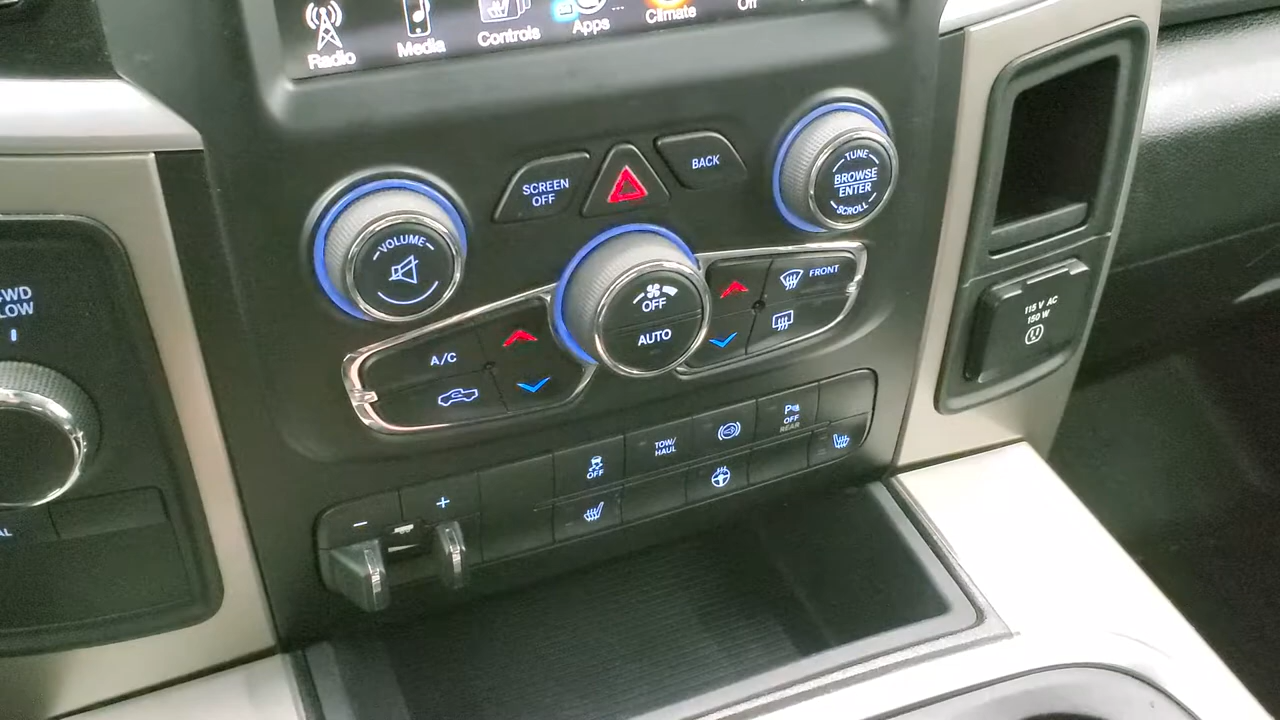 Radio
Media
Controls
Apps
Climate
Off
SCREEN
OFF
BACK
TUNE
BROWSE
ENTER
SCROLL
VOLUME
OFF
AUTO
FRONT
A/C
115 V AC
150 W
LOW
OFF
TOW/
HAUL
P
OFF
REAR
- +